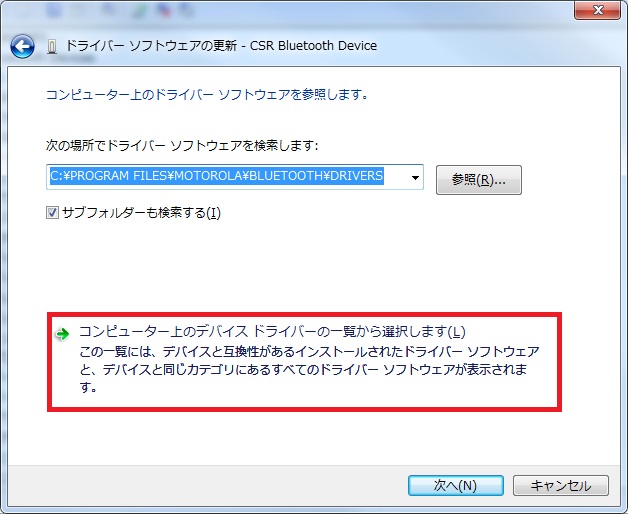 ドライバー ソフトウェアの更新 - CSR Bluetooth Device
コンピューター上のドライバー ソフトウェアを参照します。
次の場所でドライバー ソフトウェアを検索します:
C:¥PROGRAM FILES¥MOTOROLA¥BLUETOOTH¥DRIVERS
参照(R)...
サブフォルダーも検索する(I)
コンピューター上のデバイス ドライバーの一覧から選択します(L)
この一覧には、デバイスと互換性があるインストールされたドライバー ソフトウェア
と、デバイスと同じカテゴリにあるすべてのドライバー ソフトウェアが表示されま
す。
次へ(N)
キャンセル